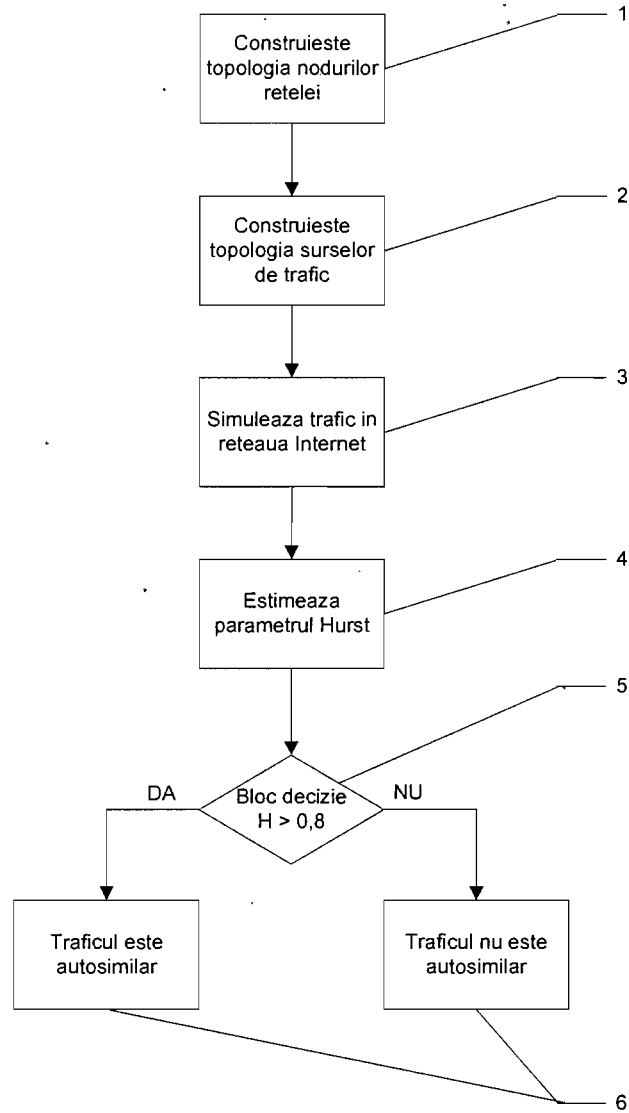 1
Construieste
topologia nodurilor
retelei
2
Construieste
topologia surselor
de trafic
3
Simuleaza trafic in
reteaua Internet
4
Estimeaza
parametrul Hurst
5
DA
Bloc decizie
H > 0,8
NU
Traficul este
autosimilar
Traficul nu este
autosimilar
6